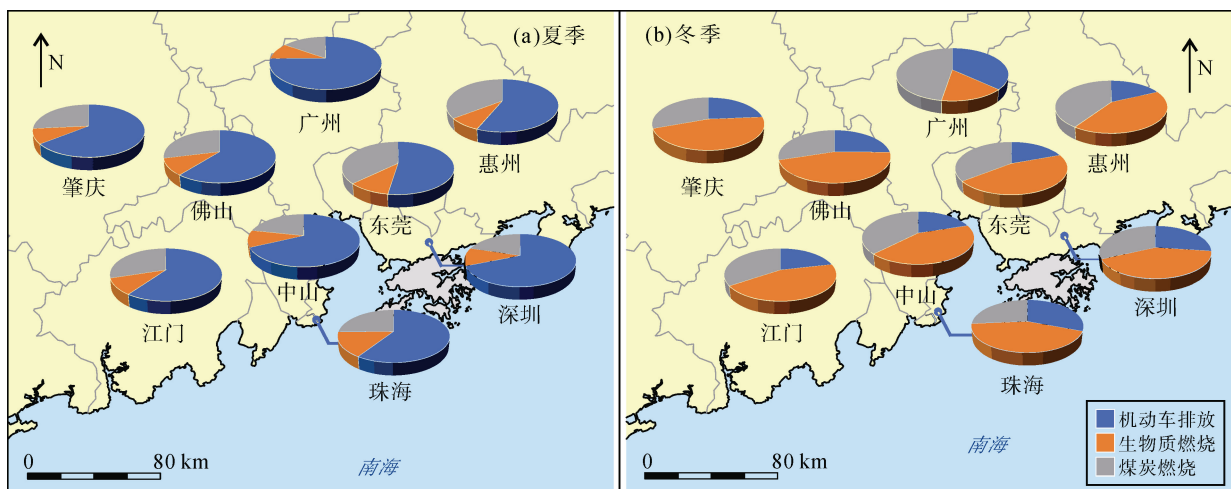 (a)夏季
N
广州
惠州
肇庆
佛山
东莞
中山
深圳
江门
珠海
0 80 km
南海
(b)冬季
N
广州
惠州
肇庆
佛山
东莞
中山
深圳
江门
珠海
0 80 km
南海
机动车排放
生物质燃烧
煤炭燃烧